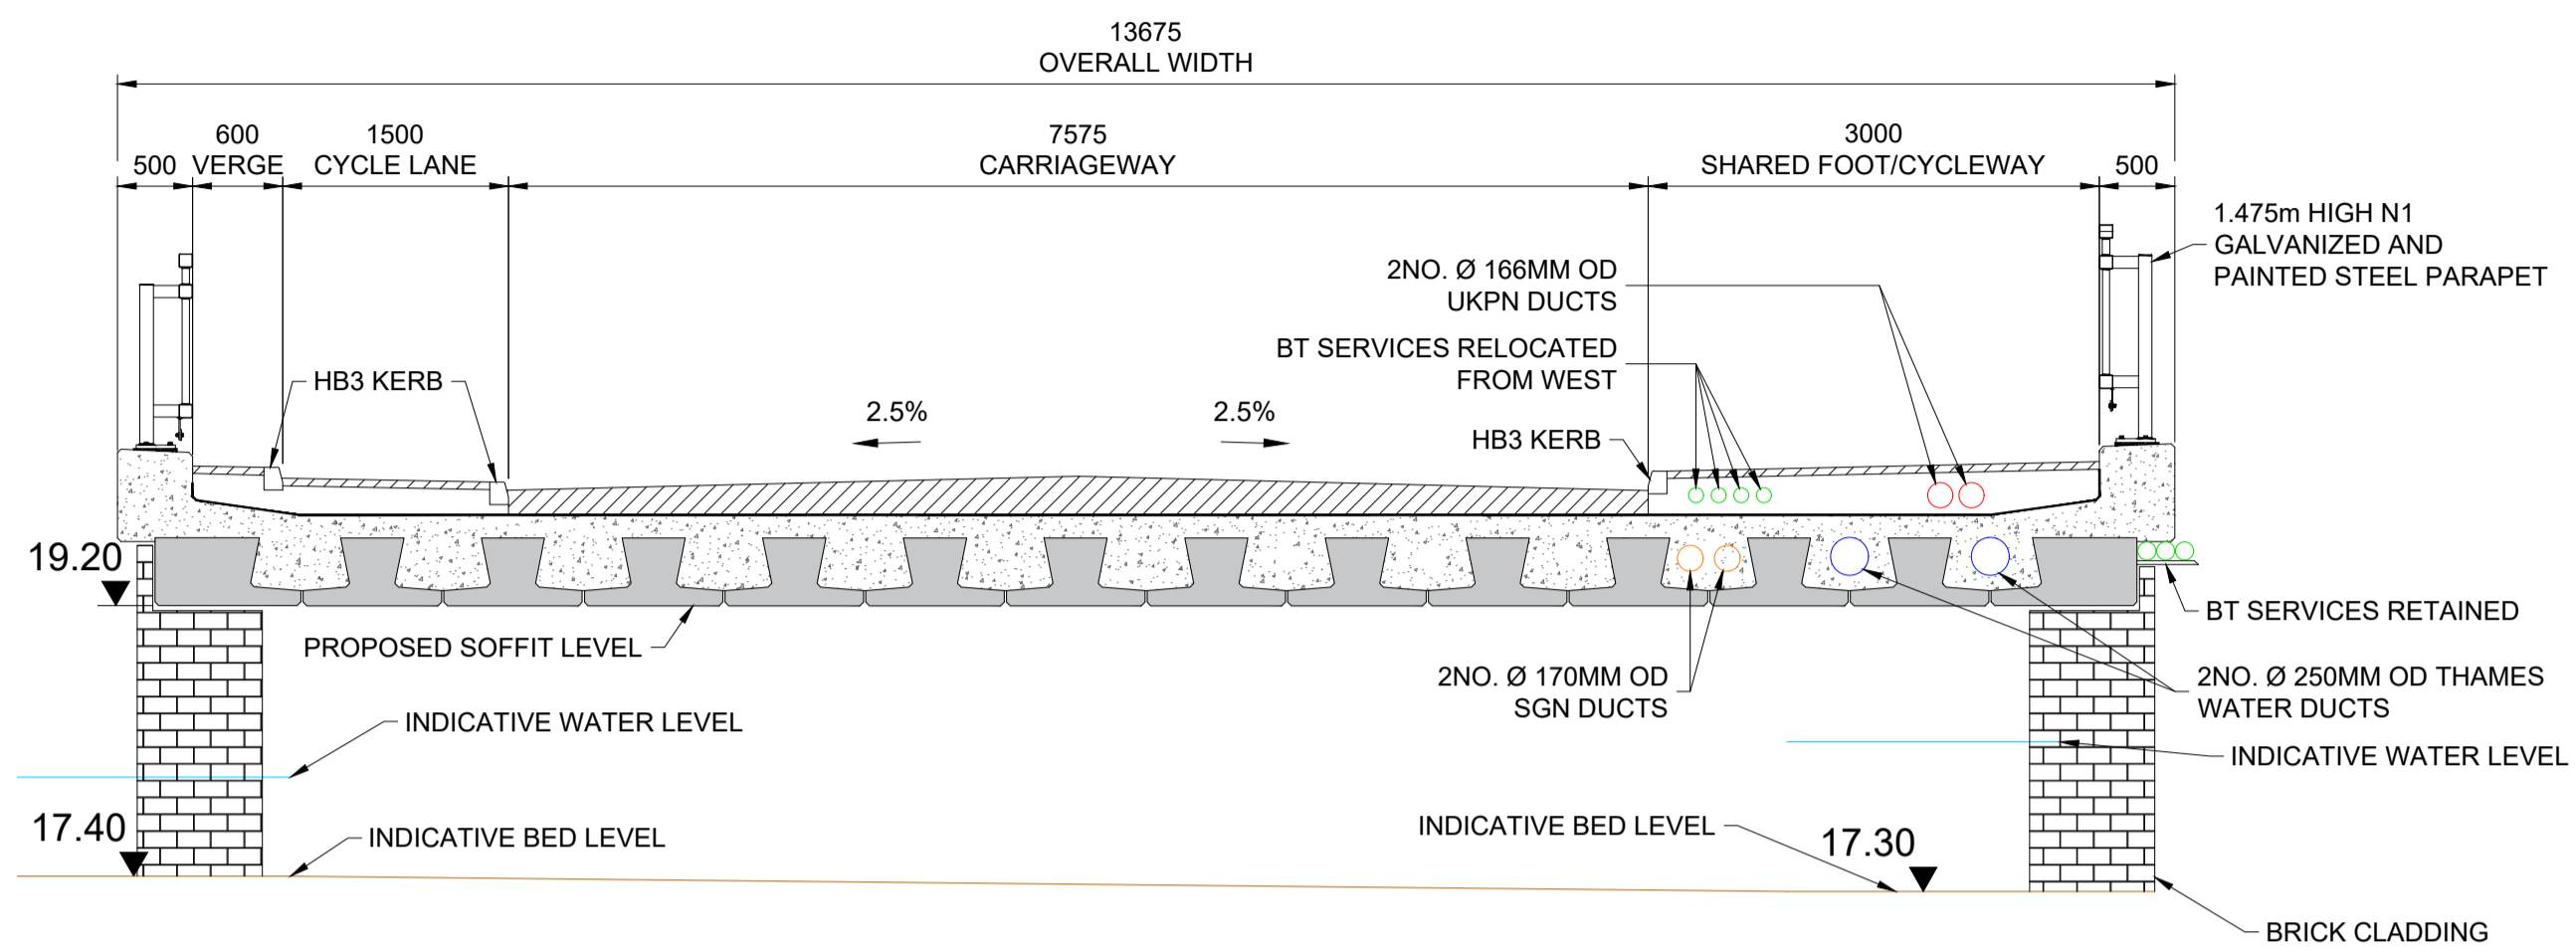 13675
OVERALL WIDTH
600
1500
7575
3000
500
VERGE
CYCLE LANE
CARRIAGEWAY
SHARED FOOT/CYCLEWAY
500
1.475m HIGH N1
GALVANIZED AND
PAINTED STEEL PARAPET
2NO. Ø 166MM OD
UKPN DUCTS
BT SERVICES RELOCATED
FROM WEST
HB3 KERB
2.5%
2.5%
HB3 KERB
19.20
BT SERVICES RETAINED
PROPOSED SOFFIT LEVEL
2NO. Ø 170MM OD
SGN DUCTS
2NO. Ø 250MM OD THAMES
WATER DUCTS
INDICATIVE WATER LEVEL
INDICATIVE WATER LEVEL
17.40
INDICATIVE BED LEVEL
INDICATIVE BED LEVEL
17.30
BRICK CLADDING